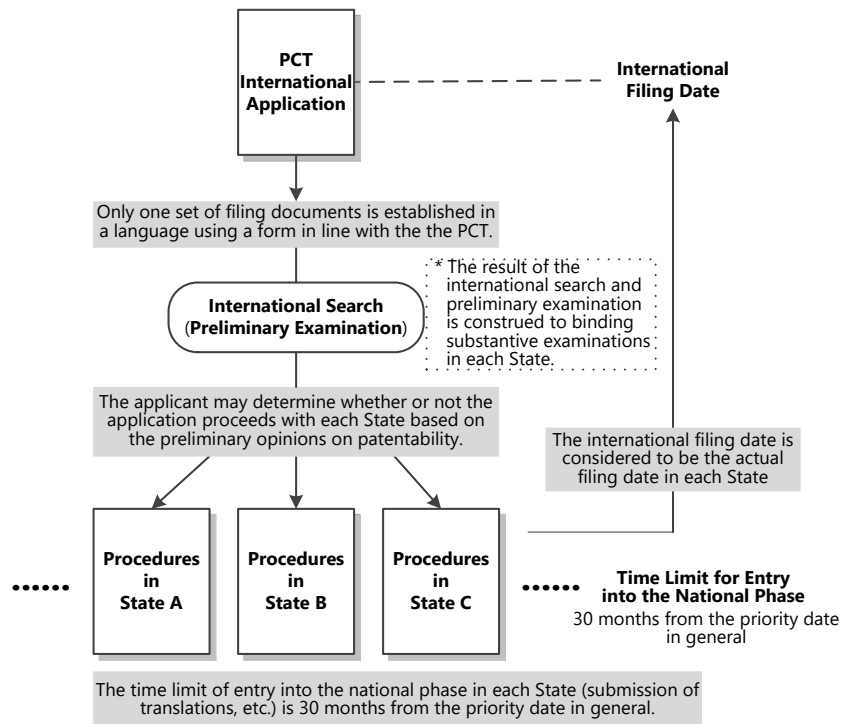 PCT
International
Application
International
Filing Date
Only one set of filing documents is established in
a language using a form in line with the the PCT.
* The result of the
international search and
preliminary examination
is construed to binding
substantive examinations
in each State.
International Search
(Preliminary Examination)
The applicant may determine whether or not the
application proceeds with each State based on
the preliminary opinions on patentability.
The international filing date is
considered to be the actual
filing date in each State
Procedures
in
State A
Procedures
in
State B
Procedures
in
State C
Time Limit for Entry
into the National Phase
30 months from the priority date
in general
The time limit of entry into the national phase in each State (submission of
translations, etc.) is 30 months from the priority date in general.